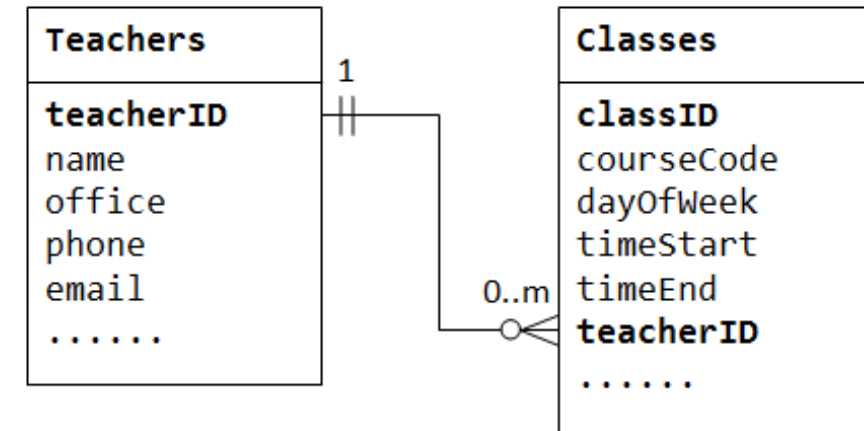 Teachers
teacherID
name
office
phone
email
......
1
0..m
Classes
classID
courseCode
dayOfWeek
timeStart
timeEnd
teacherID
......